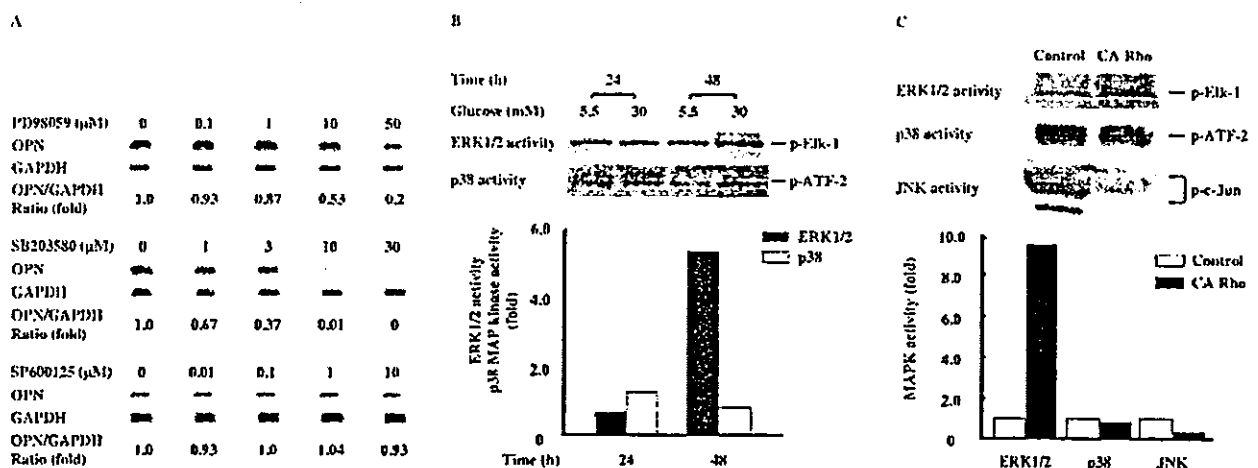 A
PD98059 (μM) 0 0.1 1 10 50
OPN
GAPDH
OPN/GAPDH
Ratio (fold) 1.0 0.93 0.87 0.53 0.2
SB203580 (μM) 0 1 3 10 30
OPN
GAPDH
OPN/GAPDH
Ratio (fold) 1.0 0.67 0.37 0.01 0
SP600125 (μM) 0 0.01 0.1 1 10
OPN
GAPDH
OPN/GAPDH
Ratio (fold) 1.0 0.93 1.0 1.04 0.93
B
Time (h) 24 48
Glucose (mM) 5.5 30 5.5 30
ERK1/2 activity p-Elk-1
p38 activity p-ATF-2
ERK1/2 activity
p38 MAP kinase activity
(fold)
6.0
4.0
2.0
0
ERK1/2
p38
Time (h) 24 48
C
Control CA Rho
ERK1/2 activity p-Elk-1
p38 activity p-ATF-2
JNK activity p-c-Jun
MAPK activity (fold)
10.0
8.0
6.0
4.0
2.0
0
Control
CA Rho
ERK1/2 p38 JNK